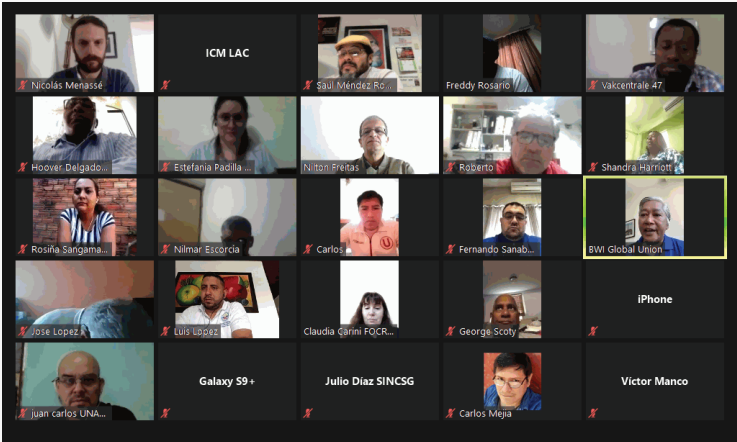 Nicolás Menassé
ICM LAC
Saul Méndez Ro...
Freddy Rosario
Vakcentrale 47
Hoover Delgado...
Estefania Padilla ...
Nilton Freitas
Roberto
Shandra Harriott
Rosiña Sangama...
Nilmar Escorcia
Carlos
Fernando Sanab...
BWI Global Union
Jose Lopez
Luis Lopez
Claudia Carini FOCR...
George Scoty
iPhone
juan carlos UNA...
Galaxy S9+
Julio Díaz SINCSG
Carlos Mejia
Víctor Manco